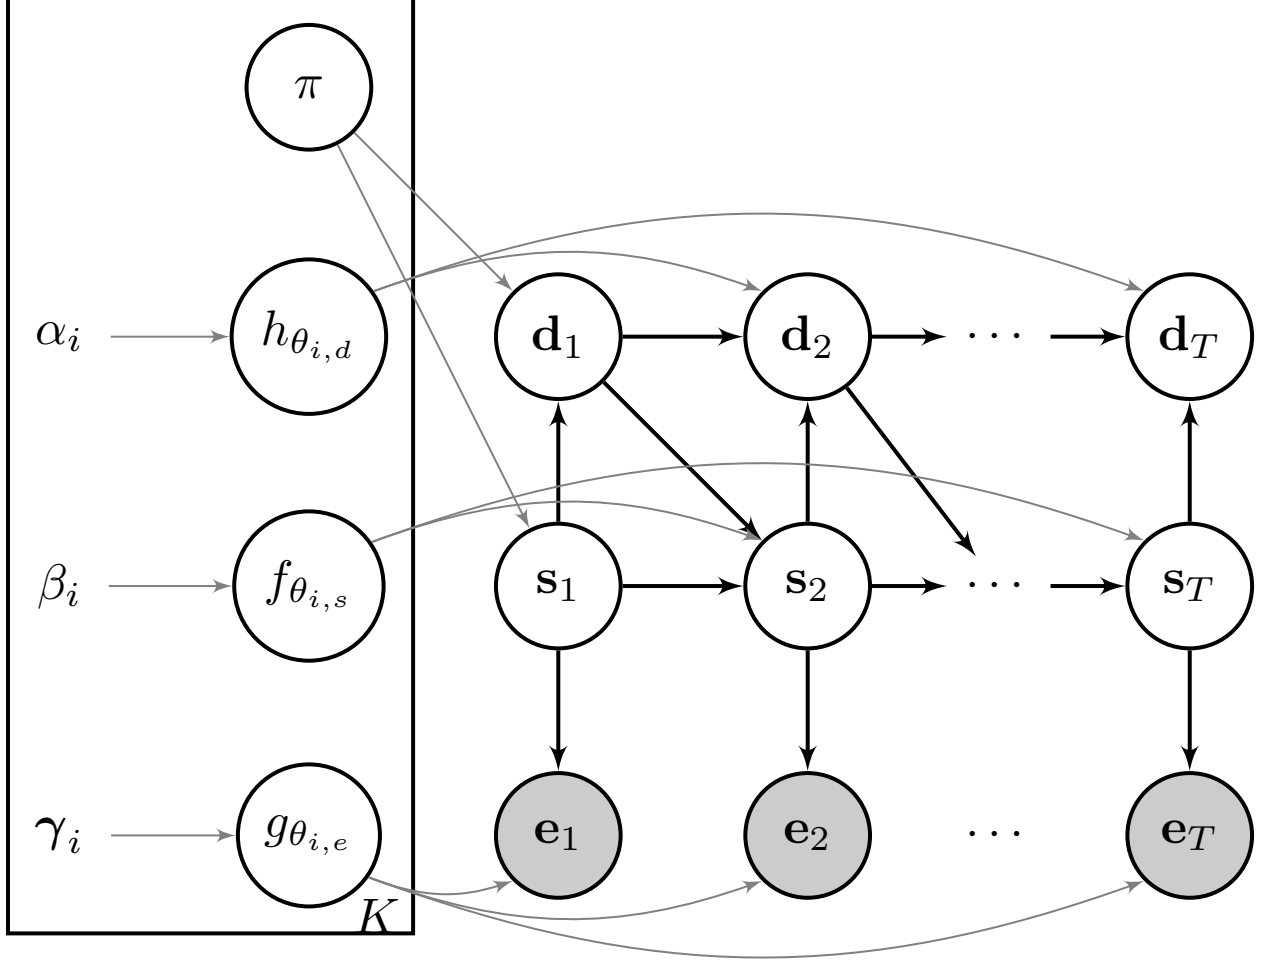 π
α_i h_{θ_{i,d}} 𝐝_1 𝐝_2 ··· 𝐝_T
β_i f_{θ_{i,s}} 𝐬_1 𝐬_2 ··· 𝐬_T
γ_i g_{θ_{i,e}} 𝐞_1 𝐞_2 ··· 𝐞_T
K